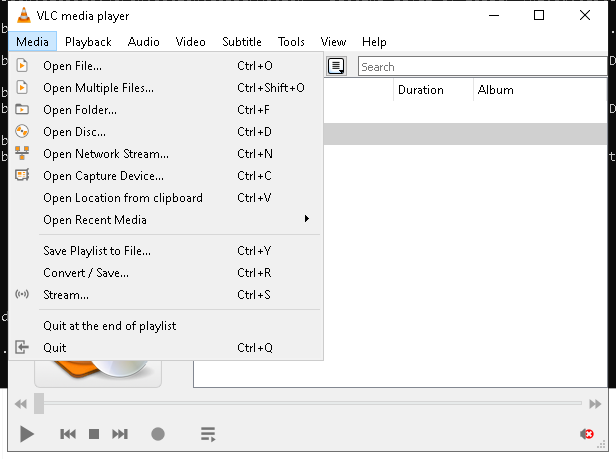 VLC media player
Media Playback Audio Video Subtitle Tools View Help
Open File... Ctrl+O
Search
Open Multiple Files... Ctrl+Shift+O
Duration Album
Open Folder... Ctrl+F
Open Disc... Ctrl+D
Open Network Stream... Ctrl+N
Open Capture Device... Ctrl+C
Open Location from clipboard Ctrl+V
Open Recent Media
Save Playlist to File... Ctrl+Y
Convert / Save... Ctrl+R
Stream... Ctrl+S
Quit at the end of playlist
Quit Ctrl+Q